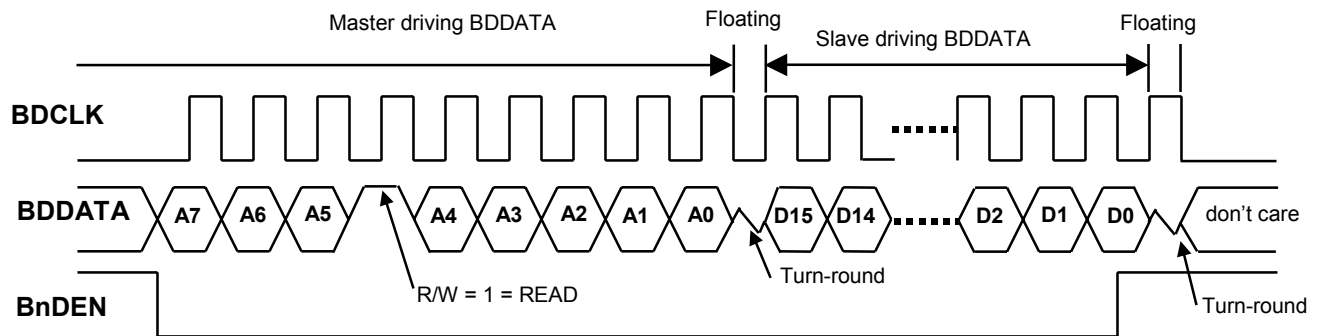 Master driving BDDATA
Floating
Slave driving BDDATA
Floating
BDCLK
BDDATA
A7
A6
A5
A4
A3
A2
A1
A0
D15
D14
D2
D1
D0
don't care
R/W = 1 = READ
Turn-round
Turn-round
BnDEN